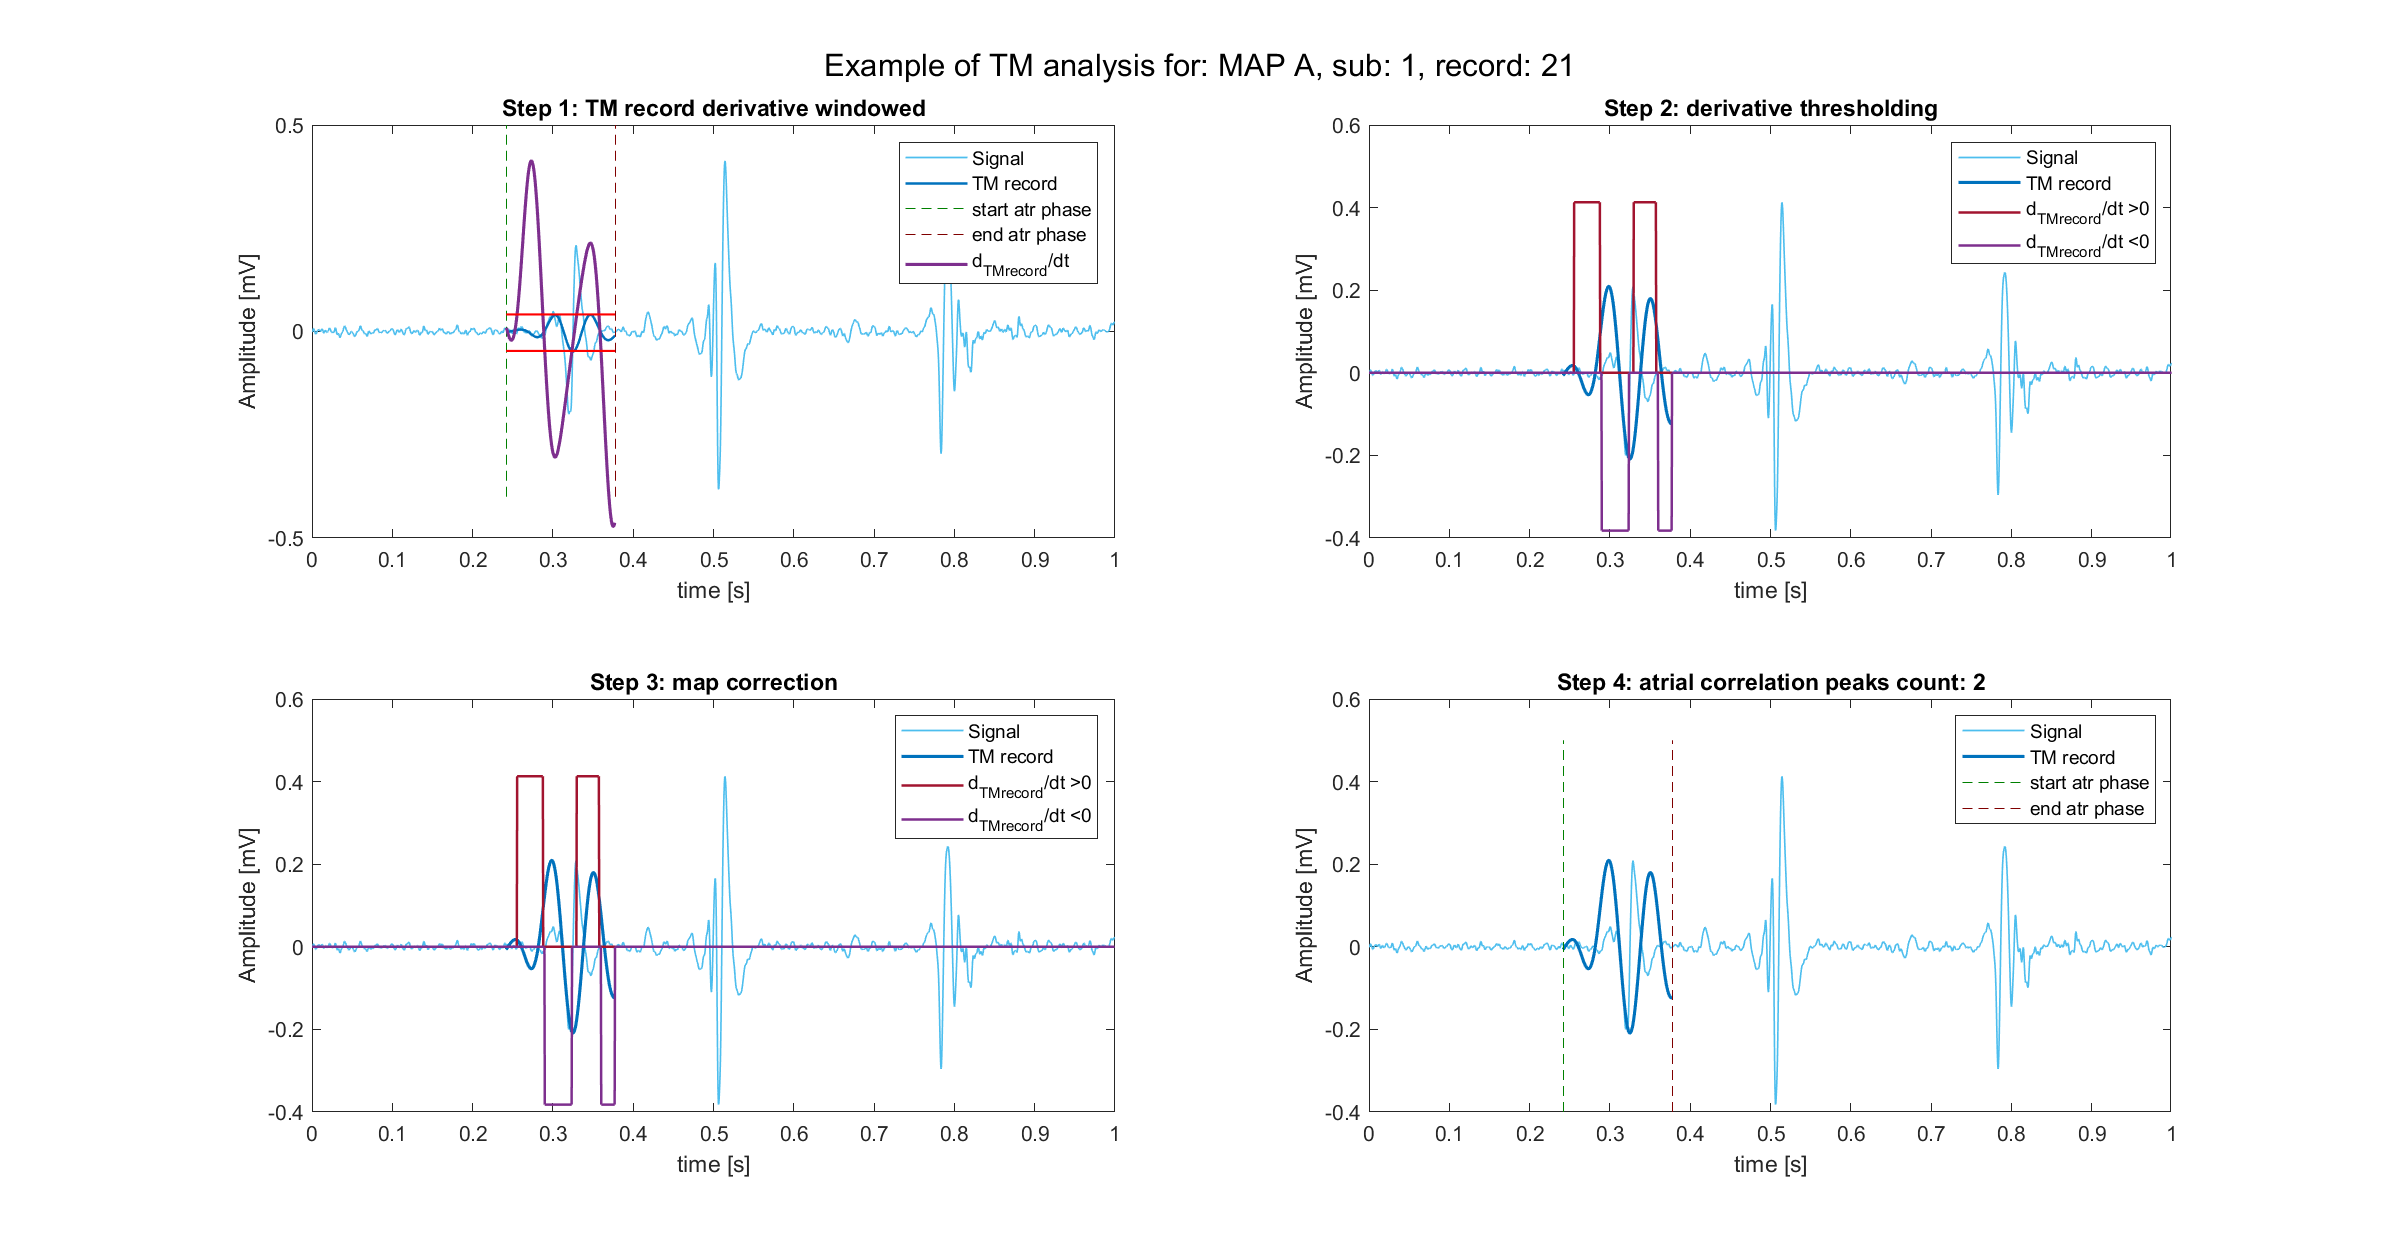 Example of TM analysis for: MAP A, sub: 1, record: 21
Step 1: TM record derivative windowed
0.5
0
-0.5
Amplitude [mV]
0 0.1 0.2 0.3 0.4 0.5 0.6 0.7 0.8 0.9 1
time [s]
Signal
TM record
start atr phase
end atr phase
dTMrecord/dt
Step 2: derivative thresholding
0.6
0.4
0.2
0
-0.2
-0.4
Amplitude [mV]
0 0.1 0.2 0.3 0.4 0.5 0.6 0.7 0.8 0.9 1
time [s]
Signal
TM record
dTMrecord/dt >0
dTMrecord/dt <0
Step 3: map correction
0.6
0.4
0.2
0
-0.2
-0.4
Amplitude [mV]
0 0.1 0.2 0.3 0.4 0.5 0.6 0.7 0.8 0.9 1
time [s]
Signal
TM record
dTMrecord/dt >0
dTMrecord/dt <0
Step 4: atrial correlation peaks count: 2
0.6
0.4
0.2
0
-0.2
-0.4
Amplitude [mV]
0 0.1 0.2 0.3 0.4 0.5 0.6 0.7 0.8 0.9 1
time [s]
Signal
TM record
start atr phase
end atr phase